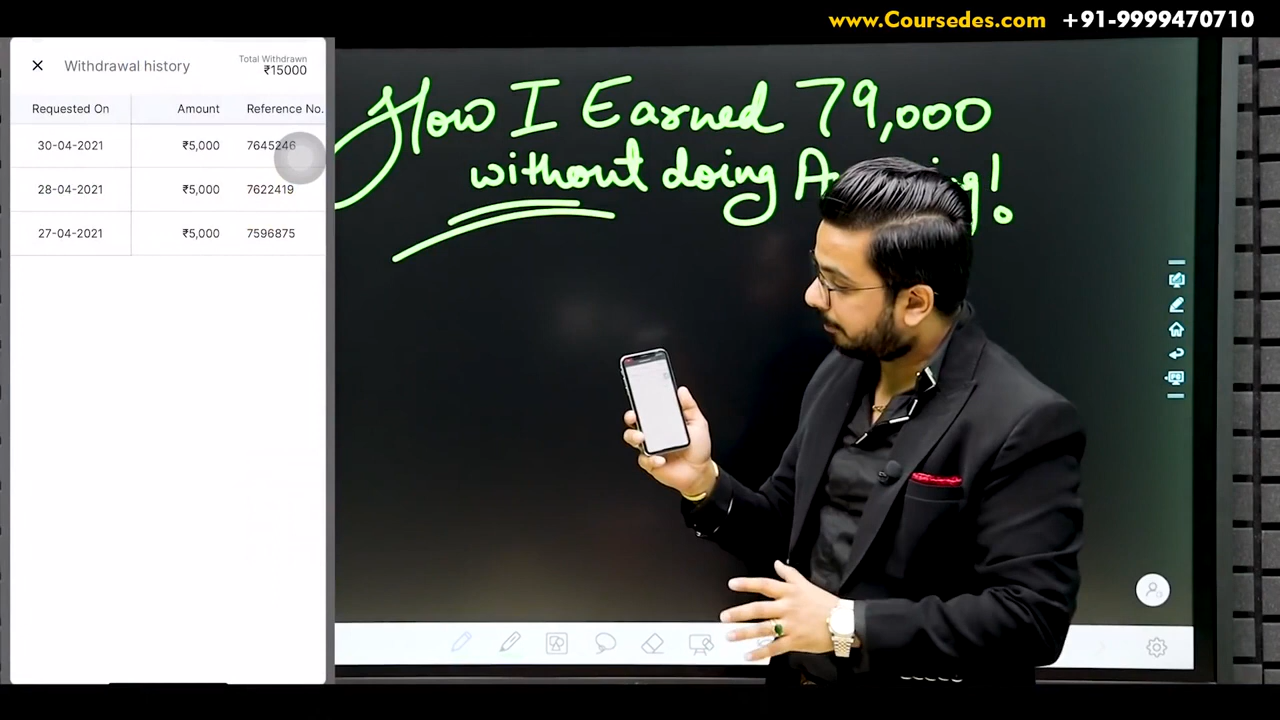 www.Coursedes.com +91-9999470710
Withdrawal history
Total Withdrawn
₹15000
Requested On Amount Reference No.
30-04-2021 ₹5,000 7645246
28-04-2021 ₹5,000 7622419
27-04-2021 ₹5,000 7596875
How I Earned 79,000
without doing